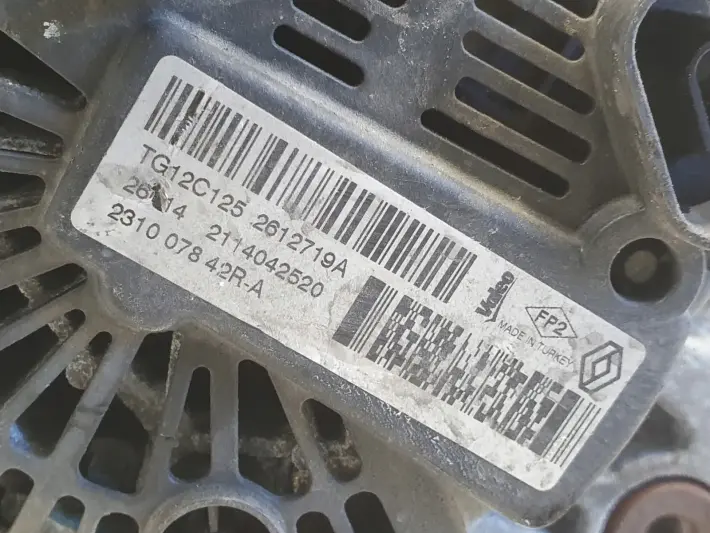 TG12C125 2612719A
2114042520
2310 078 42R-A
Valeo
FP2
MADE IN TURKEY